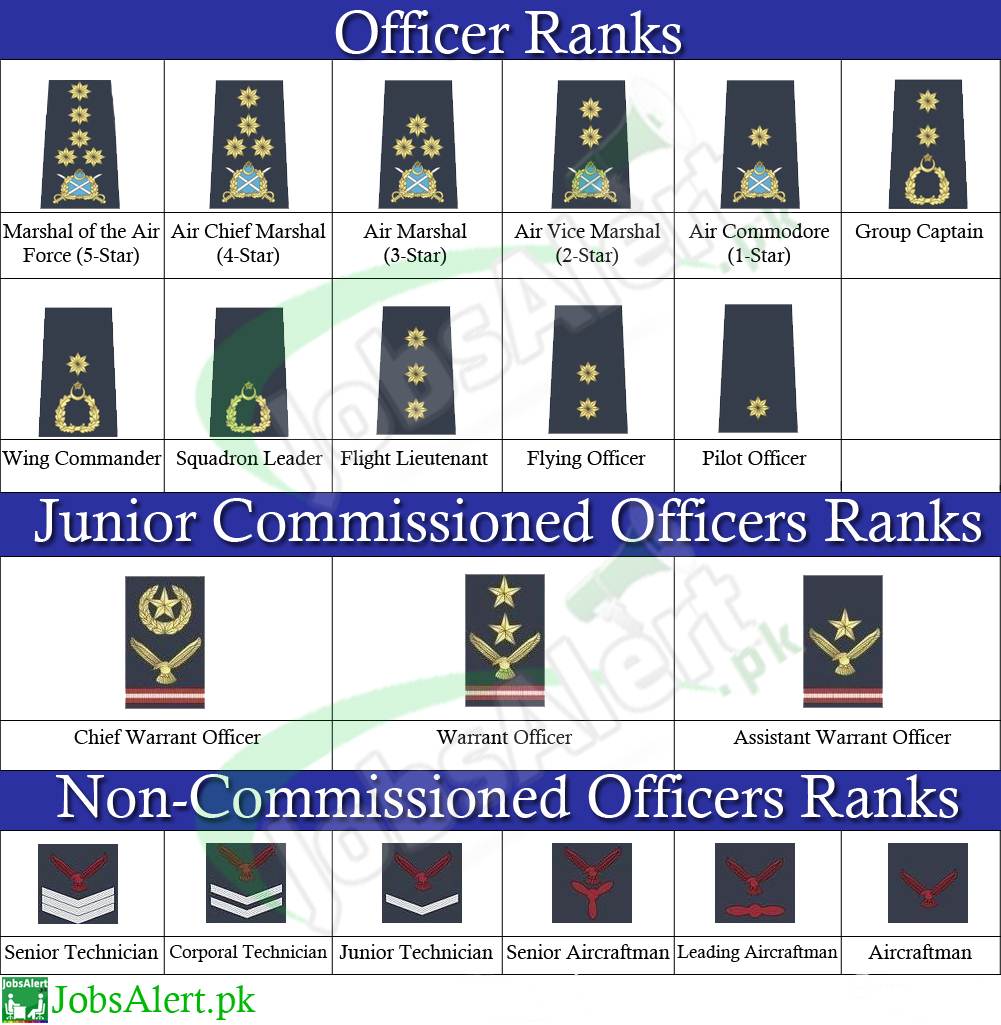 Officer Ranks
Marshal of the Air
Force (5-Star)
Air Chief Marshal
(4-Star)
Air Marshal
(3-Star)
Air Vice Marshal
(2-Star)
Air Commodore
(1-Star)
Group Captain
Wing Commander
Squadron Leader
Flight Lieutenant
Flying Officer
Pilot Officer
JobsAlert.pk
Junior Commissioned Officers Ranks
Chief Warrant Officer
Warrant Officer
Assistant Warrant Officer
JobsAlert.pk
Non-Commissioned Officers Ranks
Senior Technician
Corporal Technician
Junior Technician
Senior Aircraftman
Leading Aircraftman
Aircraftman
JobsAlert
JobsAlert.pk